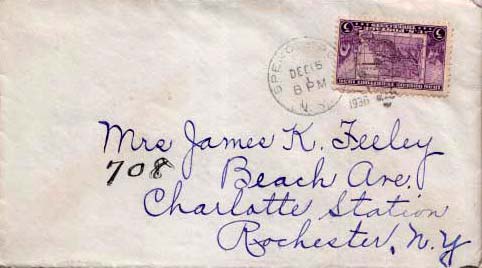 DEC 15
8 PM
1936
Mrs James K. Feeley
708 Beach Ave.
Charlotte Station
Rochester, N.Y